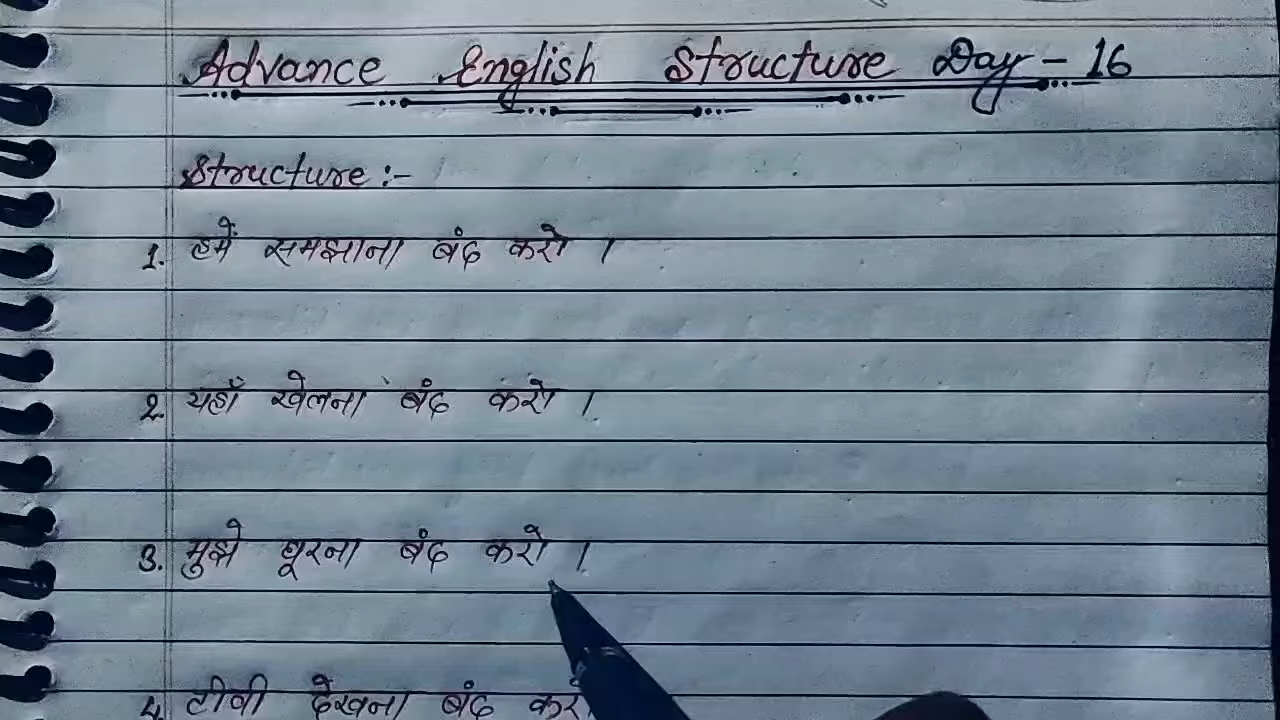 Advance English Structure Day - 16
Structure :-
1. हमें समझाना बंद करो ।
2. यहाँ खेलना बंद करो ।
3. मुझे घूरना बंद करो ।
4. टीवी देखना बंद